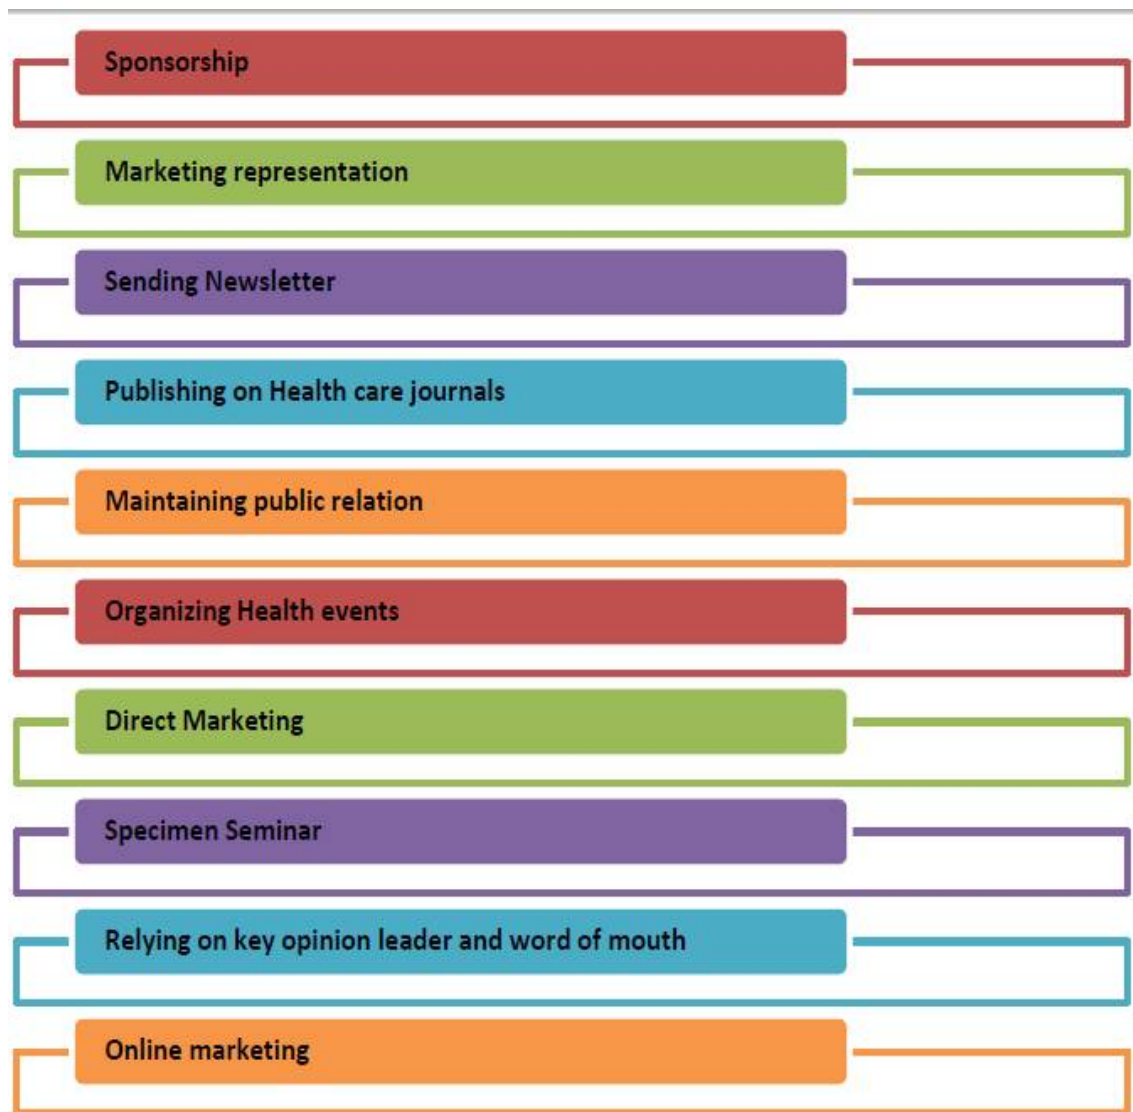 Sponsorship
Marketing representation
Sending Newsletter
Publishing on Health care journals
Maintaining public relation
Organizing Health events
Direct Marketing
Specimen Seminar
Relying on key opinion leader and word of mouth
Online marketing